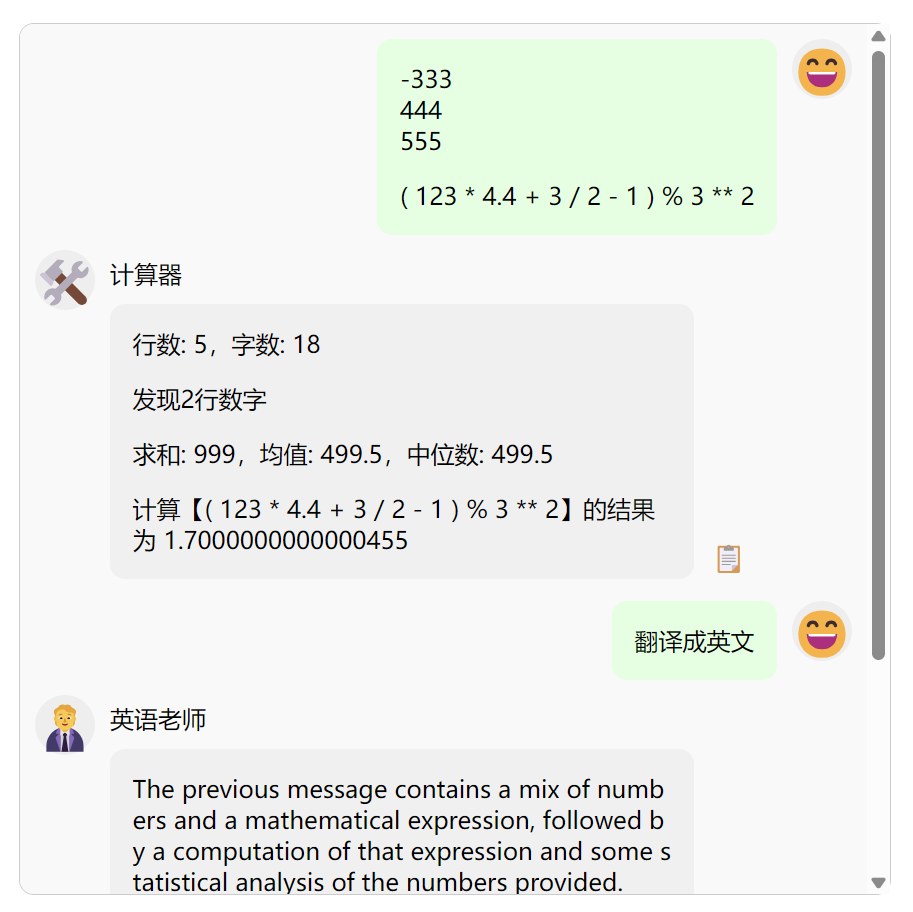 -333
444
555
( 123 * 4.4 + 3 / 2 - 1 ) % 3 ** 2
计算器
行数: 5，字数: 18
发现2行数字
求和: 999，均值: 499.5，中位数: 499.5
计算【( 123 * 4.4 + 3 / 2 - 1 ) % 3 ** 2】的结果
为 1.7000000000000455
翻译成英文
英语老师
The previous message contains a mix of numb
ers and a mathematical expression, followed b
y a computation of that expression and some s
tatistical analysis of the numbers provided.